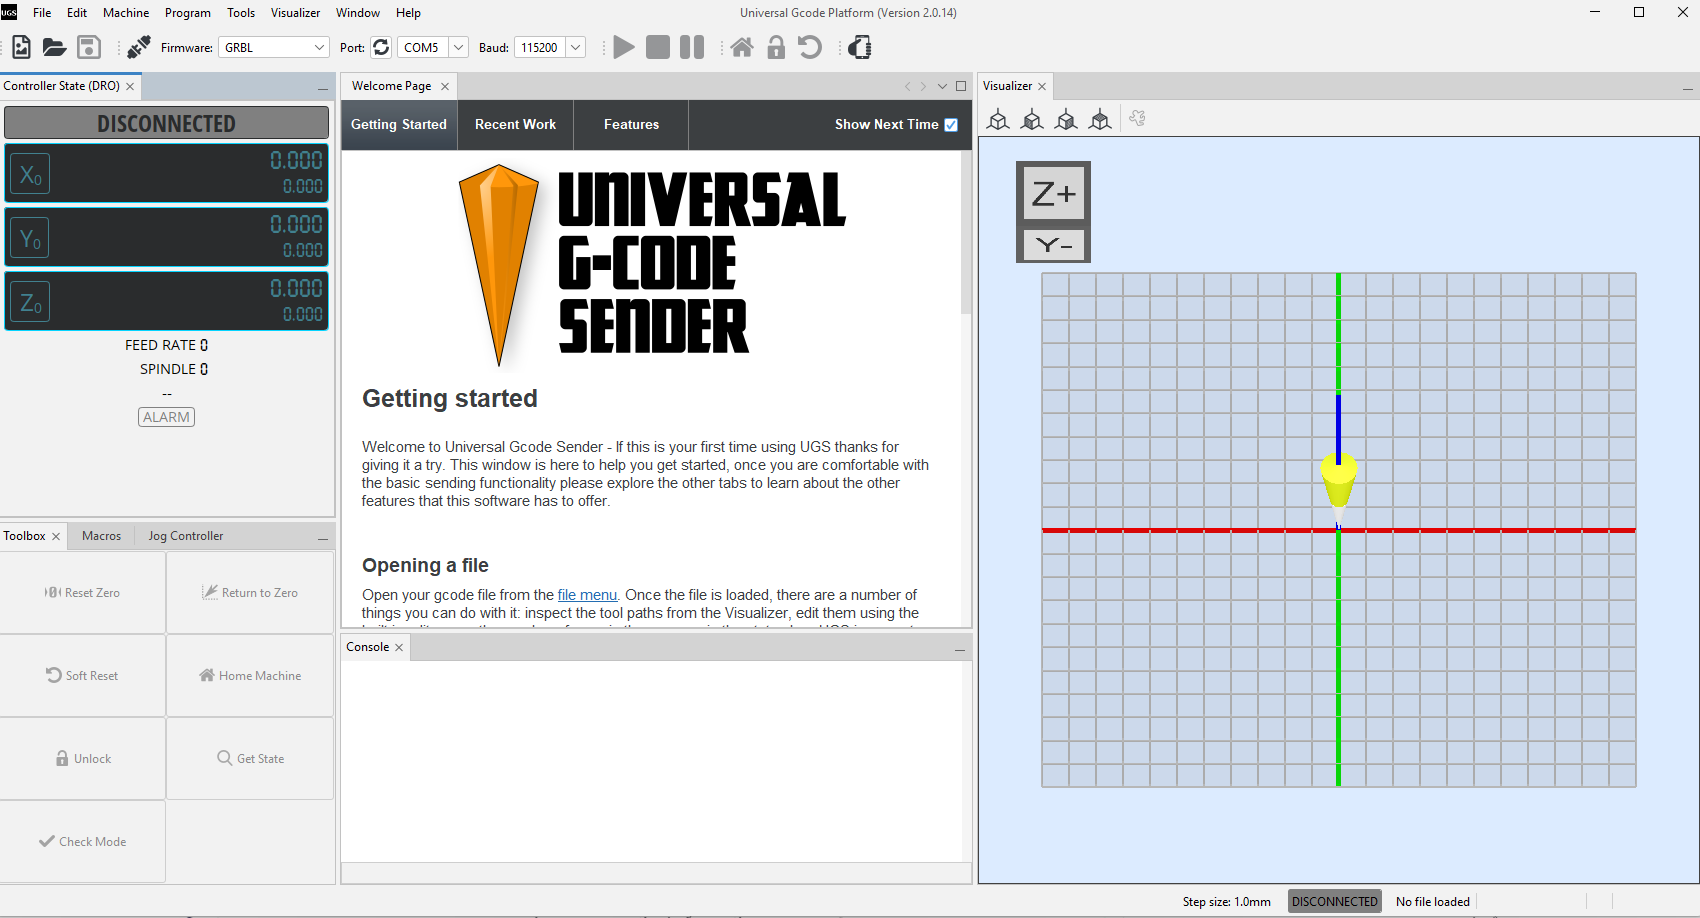 UGS File Edit Machine Program Tools Visualizer Window Help Universal Gcode Platform (Version 2.0.14)
Firmware: GRBL Port: COM5 Baud: 115200
Controller State (DRO)
DISCONNECTED
X0 0.000
0.000
Y0 0.000
0.000
Z0 0.000
0.000
FEED RATE 0
SPINDLE 0
--
ALARM
Toolbox Macros Jog Controller
Reset Zero Return to Zero
Soft Reset Home Machine
Unlock Get State
Check Mode
Welcome Page
Getting Started Recent Work Features Show Next Time
UNIVERSAL
G-CODE
SENDER
Getting started
Welcome to Universal Gcode Sender - If this is your first time using UGS thanks for
giving it a try. This window is here to help you get started, once you are comfortable with
the basic sending functionality please explore the other tabs to learn about the other
features that this software has to offer.
Opening a file
Open your gcode file from the file menu. Once the file is loaded, there are a number of
things you can do with it: inspect the tool paths from the Visualizer, edit them using the
Console
Visualizer
Z+
Y-
Step size: 1.0mm DISCONNECTED No file loaded